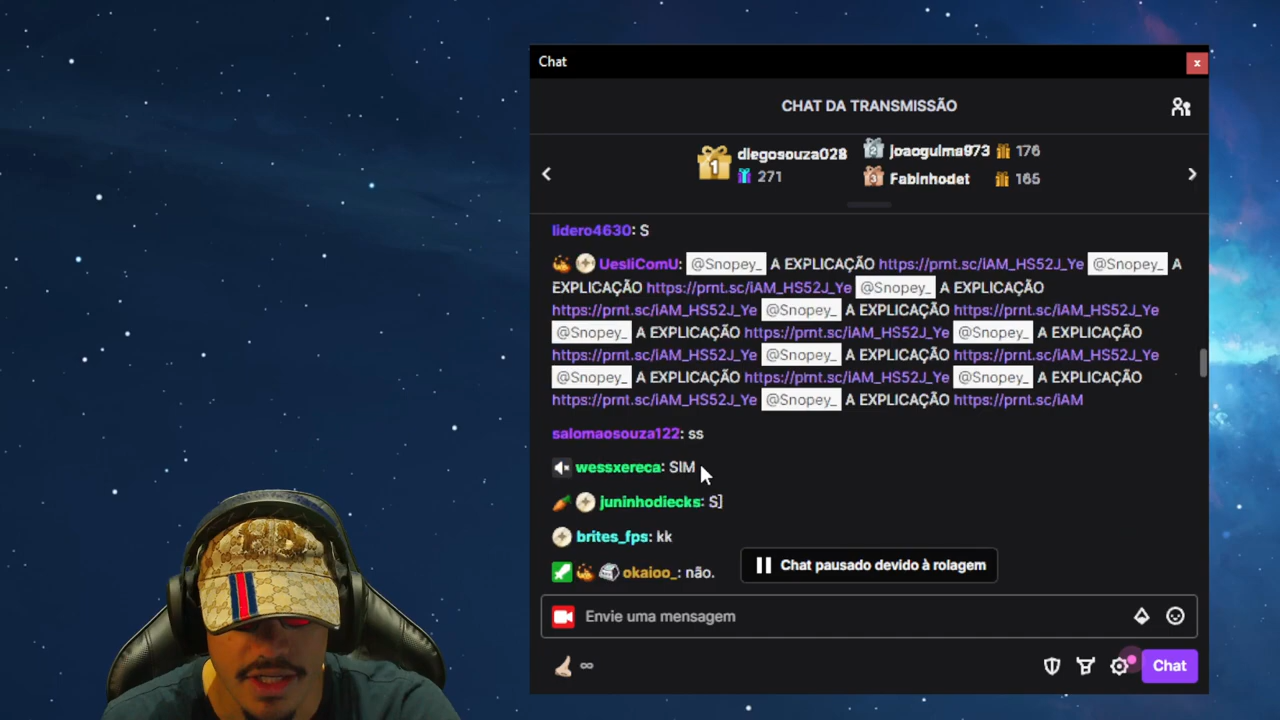 Chat
x
CHAT DA TRANSMISSÃO
1 dlegosouza028
271
2 Joaoguima973 176
3 Fabinhodet 165
lidero4630: S
UesliComU: @Snopey_ A EXPLICAÇÃO https://prnt.sc/iAM_HS52J_Ye @Snopey_ A
EXPLICAÇÃO https://prnt.sc/iAM_HS52J_Ye @Snopey_ A EXPLICAÇÃO
https://prnt.sc/iAM_HS52J_Ye @Snopey_ A EXPLICAÇÃO https://prnt.sc/iAM_HS52J_Ye
@Snopey_ A EXPLICAÇÃO https://prnt.sc/iAM_HS52J_Ye @Snopey_ A EXPLICAÇÃO
https://prnt.sc/iAM_HS52J_Ye @Snopey_ A EXPLICAÇÃO https://prnt.sc/iAM_HS52J_Ye
@Snopey_ A EXPLICAÇÃO https://prnt.sc/iAM_HS52J_Ye @Snopey_ A EXPLICAÇÃO
https://prnt.sc/iAM_HS52J_Ye @Snopey_ A EXPLICAÇÃO https://prnt.sc/iAM
salomaosouza122: ss
wessxereca: SIM
juninhodiecks: S]
brites_fps: kk
okaioo_: não.
Chat pausado devido à rolagem
Envie uma mensagem
∞
Chat